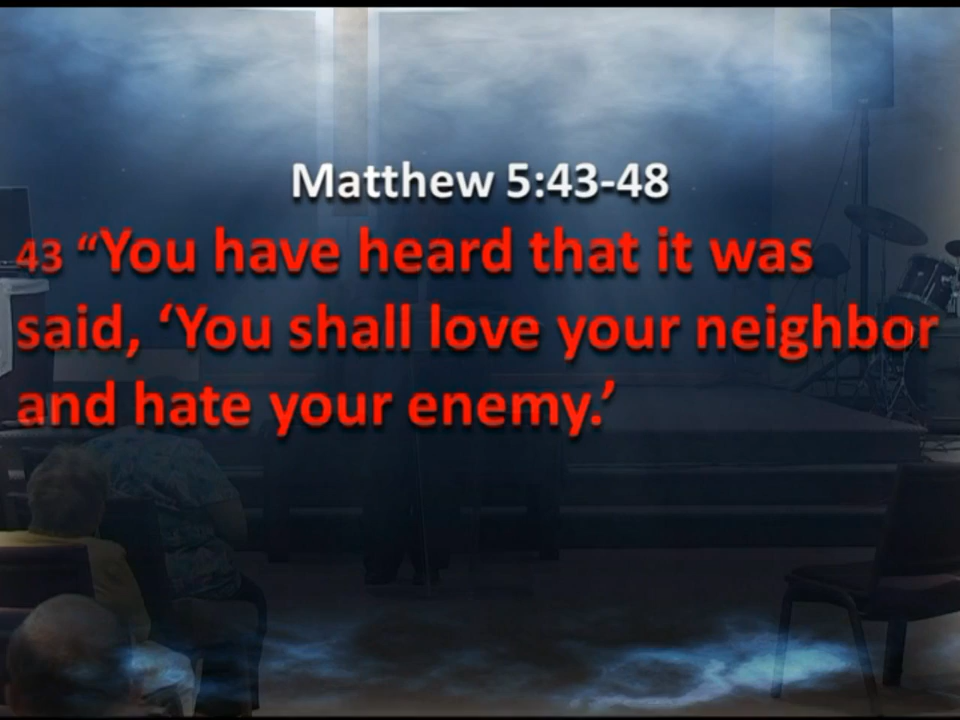 Matthew 5:43-48
43 “You have heard that it was
said, ‘You shall love your neighbor
and hate your enemy.’